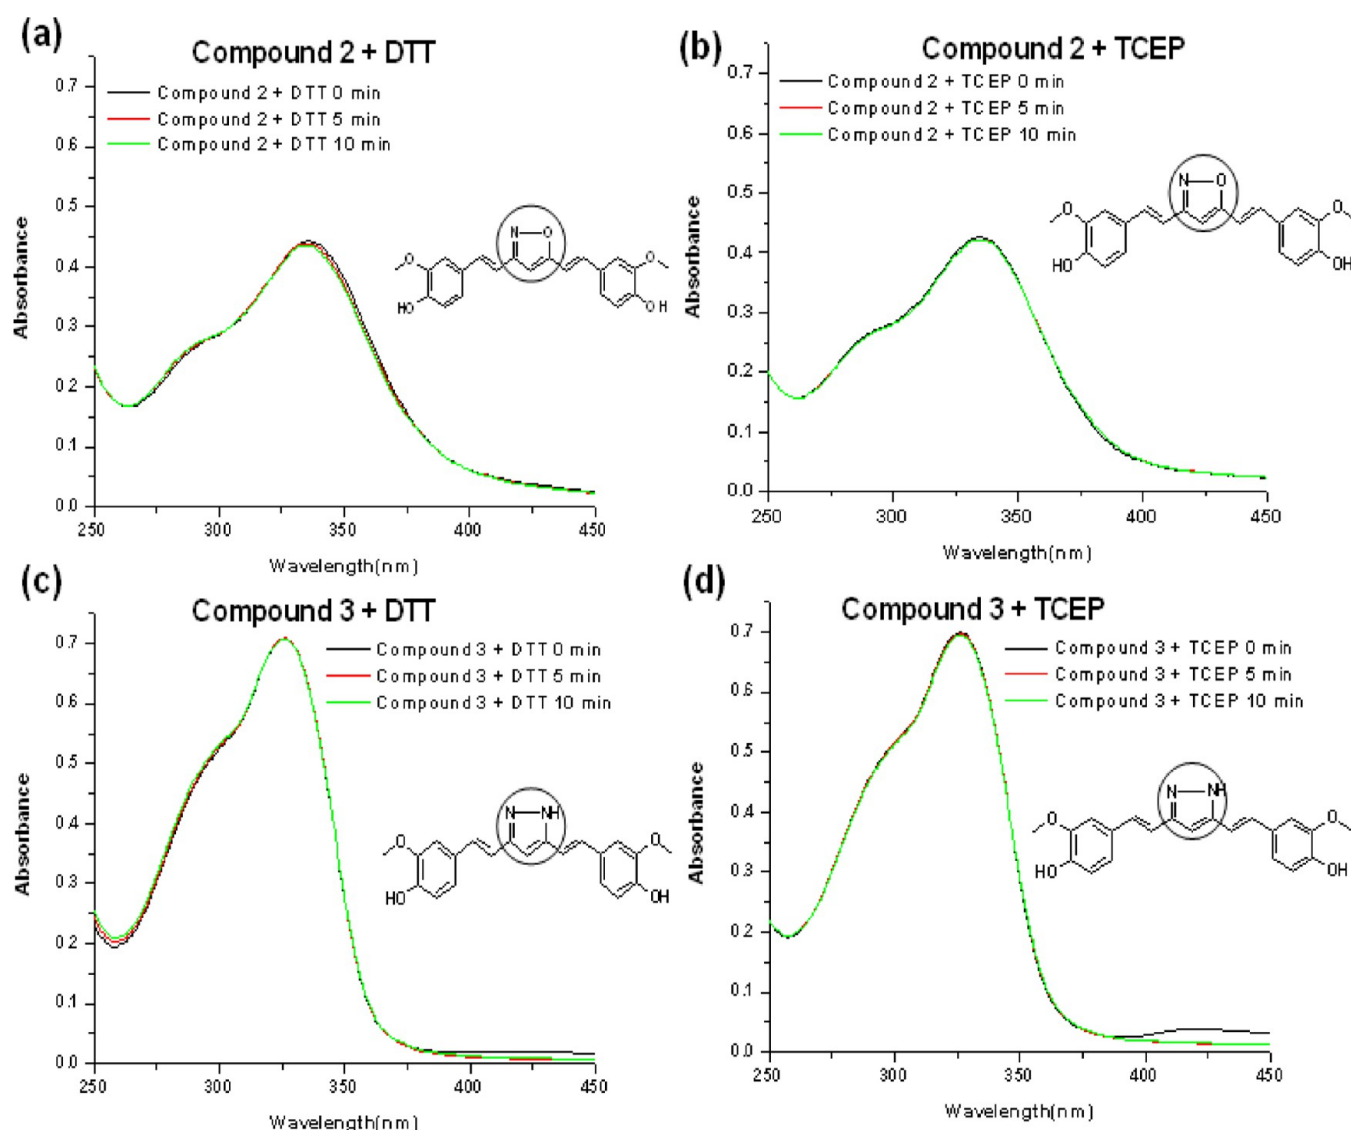 (a)
Compound 2 + DTT
Compound 2 + DTT 0 min
Compound 2 + DTT 5 min
Compound 2 + DTT 10 min
Absorbance
0.7
0.6
0.5
0.4
0.3
0.2
0.1
0.0
N O
O O
HO OH
250 300 350 400 450
Wavelength(nm)
(b)
Compound 2 + TCEP
Compound 2 + TCEP 0 min
Compound 2 + TCEP 5 min
Compound 2 + TCEP 10 min
Absorbance
0.7
0.6
0.5
0.4
0.3
0.2
0.1
0.0
N O
O O
HO OH
250 300 350 400 450
Wavelength(nm)
(c)
Compound 3 + DTT
Compound 3 + DTT 0 min
Compound 3 + DTT 5 min
Compound 3 + DTT 10 min
Absorbance
0.7
0.6
0.5
0.4
0.3
0.2
0.1
0.0
N NH
O O
HO OH
250 300 350 400 450
Wavelength(nm)
(d)
Compound 3 + TCEP
Compound 3 + TCEP 0 min
Compound 3 + TCEP 5 min
Compound 3 + TCEP 10 min
Absorbance
0.7
0.6
0.5
0.4
0.3
0.2
0.1
0.0
N NH
O O
HO OH
250 300 350 400 450
Wavelength(nm)